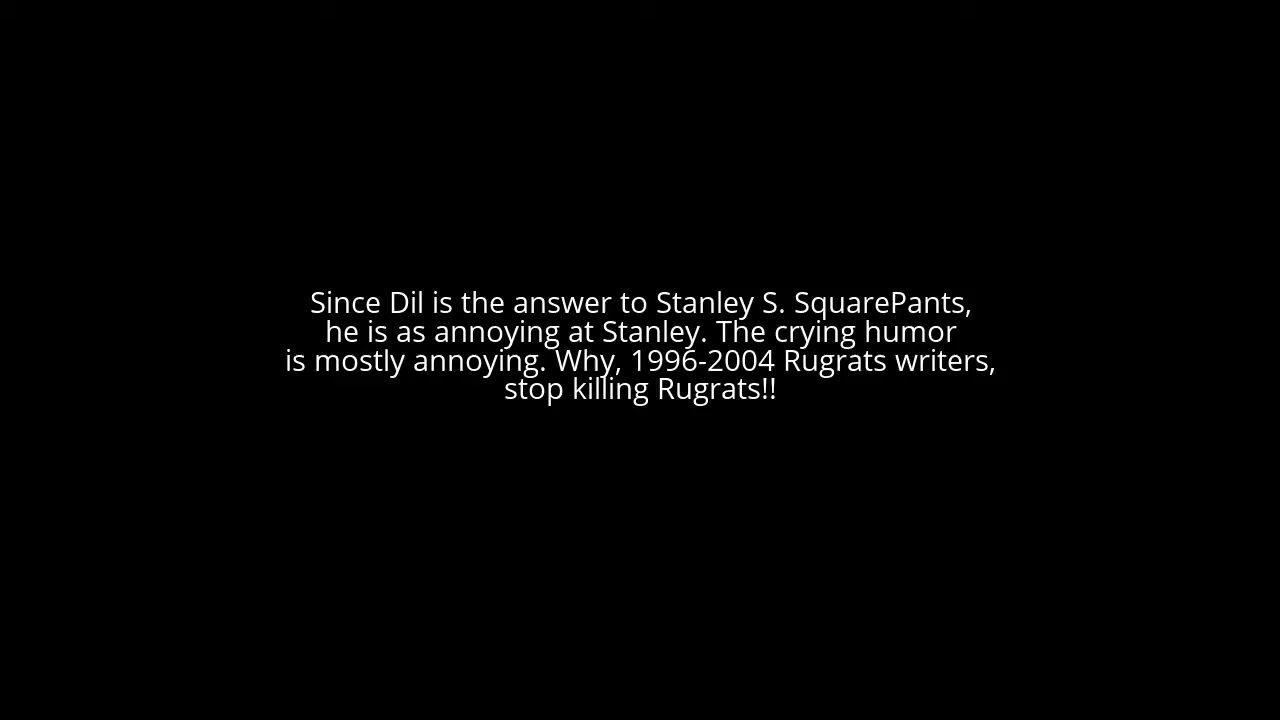 Since Dil is the answer to Stanley S. SquarePants,
he is as annoying at Stanley. The crying humor
is mostly annoying. Why, 1996-2004 Rugrats writers,
stop killing Rugrats!!